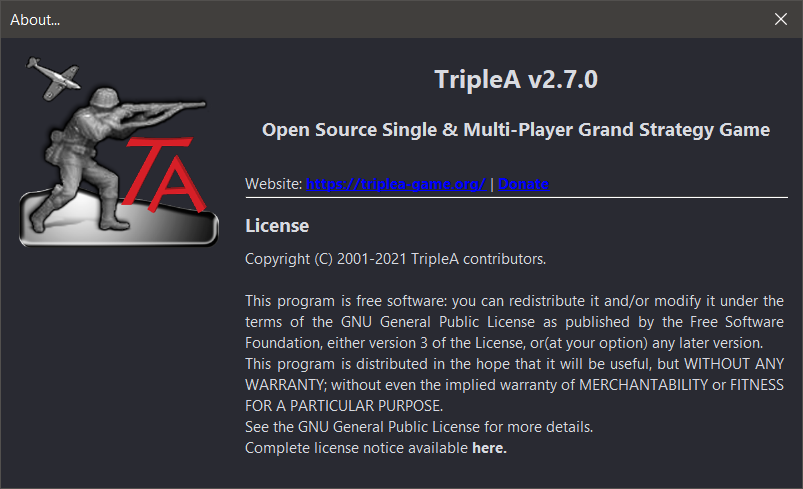 About...
TripleA v2.7.0
Open Source Single & Multi-Player Grand Strategy Game
TA
Website: https://triplea-game.org/ | Donate
License
Copyright (C) 2001-2021 TripleA contributors.
This program is free software: you can redistribute it and/or modify it under the
terms of the GNU General Public License as published by the Free Software
Foundation, either version 3 of the License, or(at your option) any later version.
This program is distributed in the hope that it will be useful, but WITHOUT ANY
WARRANTY; without even the implied warranty of MERCHANTABILITY or FITNESS
FOR A PARTICULAR PURPOSE.
See the GNU General Public License for more details.
Complete license notice available here.